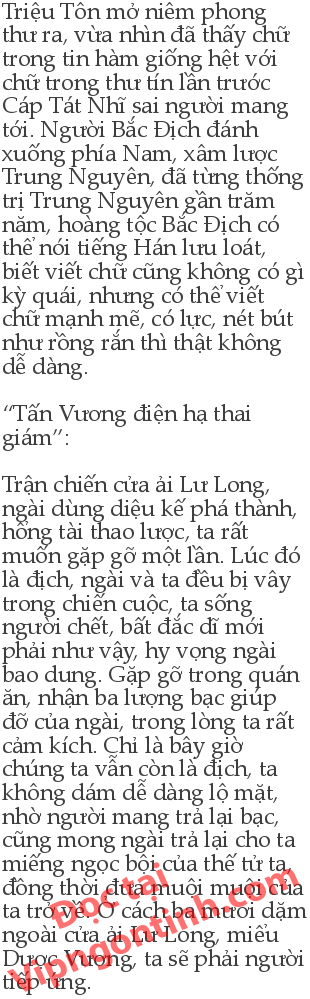 Triệu Tôn mở niêm phong
thư ra, vừa nhìn đã thấy chữ
trong tin hàm giống hệt với
chữ trong thư tín lần trước
Cáp Tát Nhĩ sai người mang
tới. Người Bắc Địch đánh
xuống phía Nam, xâm lược
Trung Nguyên, đã từng thống
trị Trung Nguyên gần trăm
năm, hoàng tộc Bắc Địch có
thể nói tiếng Hán lưu loát,
biết viết chữ cũng không có gì
kỳ quái, nhưng có thể viết
chữ mạnh mẽ, có lực, nét bút
như rồng rắn thì thật không
dễ dàng.
“Tấn Vương điện hạ thai
giám”:
Trận chiến cửa ải Lư Long,
ngài dùng diệu kế phá thành,
hồng tài thao lược, ta rất
muốn gặp gỡ một lần. Lúc đó
là địch, ngài và ta đều bị vây
trong chiến cuộc, ta sống
người chết, bất đắc dĩ mới
phải như vậy, hy vọng ngài
bao dung. Gặp gỡ trong quán
ăn, nhận ba lượng bạc giúp
đỡ của ngài, trong lòng ta rất
cảm kích. Chỉ là bây giờ
chúng ta vẫn còn là địch, ta
không dám dễ dàng lộ mặt,
nhờ người mang trả lại bạc,
cũng mong ngài trả lại cho ta
miếng ngọc bội của thế tử ta,
đồng thời đưa muội muội của
ta trở về. Ở cách ba mươi dặm
ngoài cửa ải Lư Long, miếu
Dược Vương, ta sẽ phải người
tiếp ứng.
Đọc tại
Vipngontinh.com